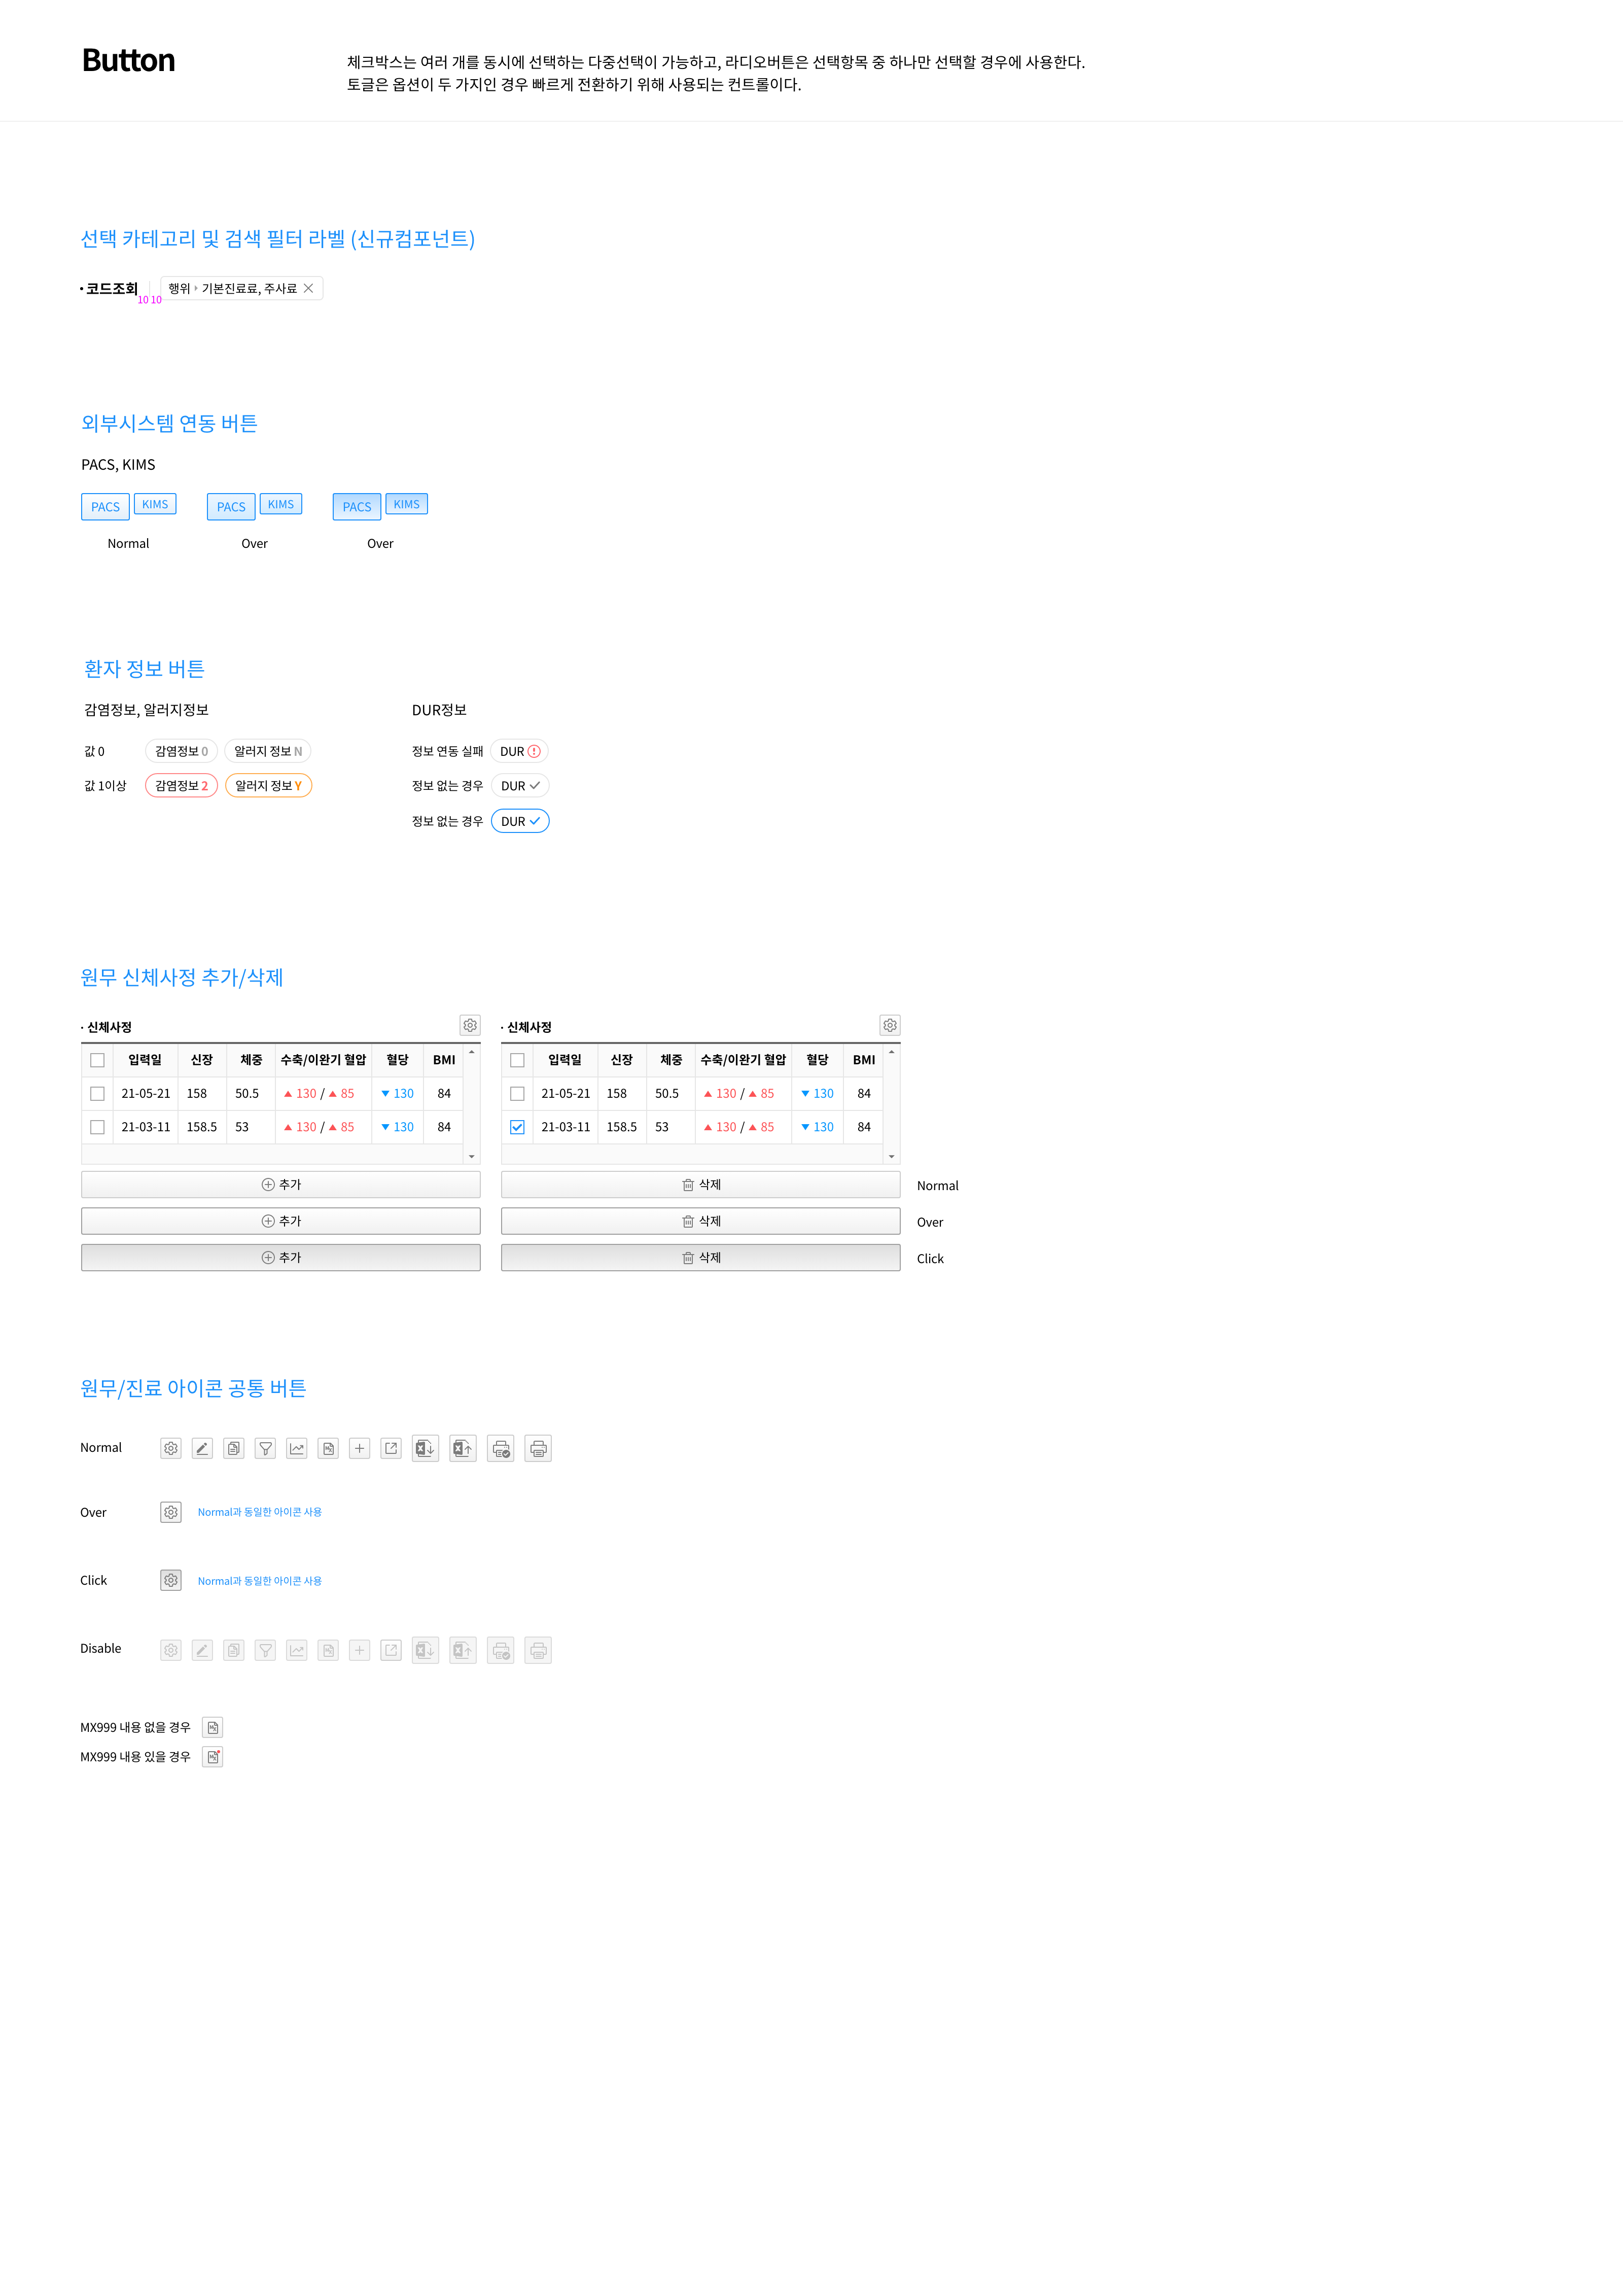 Button
체크박스는 여러 개를 동시에 선택하는 다중선택이 가능하고, 라디오버튼은 선택항목 중 하나만 선택할 경우에 사용한다.
토글은 옵션이 두 가지인 경우 빠르게 전환하기 위해 사용되는 컨트롤이다.
선택 카테고리 및 검색 필터 라벨 (신규컴포넌트)
· 코드조회 행위 기본진료료, 주사료
10 10
외부시스템 연동 버튼
PACS, KIMS
PACS KIMS PACS KIMS PACS KIMS
Normal Over Over
환자 정보 버튼
감염정보, 알러지정보 DUR정보
값 0 감염정보 0 알러지 정보 N 정보 연동 실패 DUR
값 1이상 감염정보 2 알러지 정보 Y 정보 없는 경우 DUR
정보 없는 경우 DUR
원무 신체사정 추가/삭제
· 신체사정 · 신체사정
입력일 신장 체중 수축/이완기 혈압 혈당 BMI 입력일 신장 체중 수축/이완기 혈압 혈당 BMI
21-05-21 158 50.5 ▲ 130 / ▲ 85 ▼ 130 84 21-05-21 158 50.5 ▲ 130 / ▲ 85 ▼ 130 84
21-03-11 158.5 53 ▲ 130 / ▲ 85 ▼ 130 84 21-03-11 158.5 53 ▲ 130 / ▲ 85 ▼ 130 84
추가 삭제 Normal
추가 삭제 Over
추가 삭제 Click
원무/진료 아이콘 공통 버튼
Normal
Over Normal과 동일한 아이콘 사용
Click Normal과 동일한 아이콘 사용
Disable
MX999 내용 없을 경우
MX999 내용 있을 경우